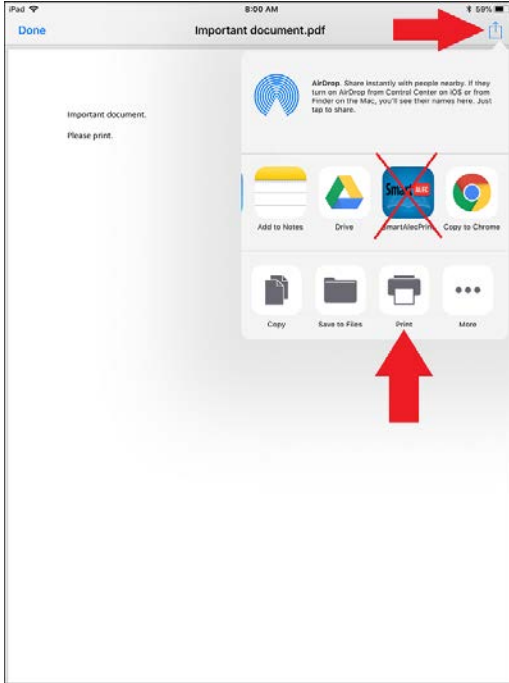 iPad 8:00 AM 59%
Done Important document.pdf
AirDrop. Share instantly with people nearby. If they
turn on AirDrop from Control Center on iOS or from
Finder on the Mac, you'll see their names here. Just
tap to share.
Important document.
Please print.
Smart ALEC
Add to Notes Drive SmartAlecPrint Copy to Chrome
Copy Save to Files Print More